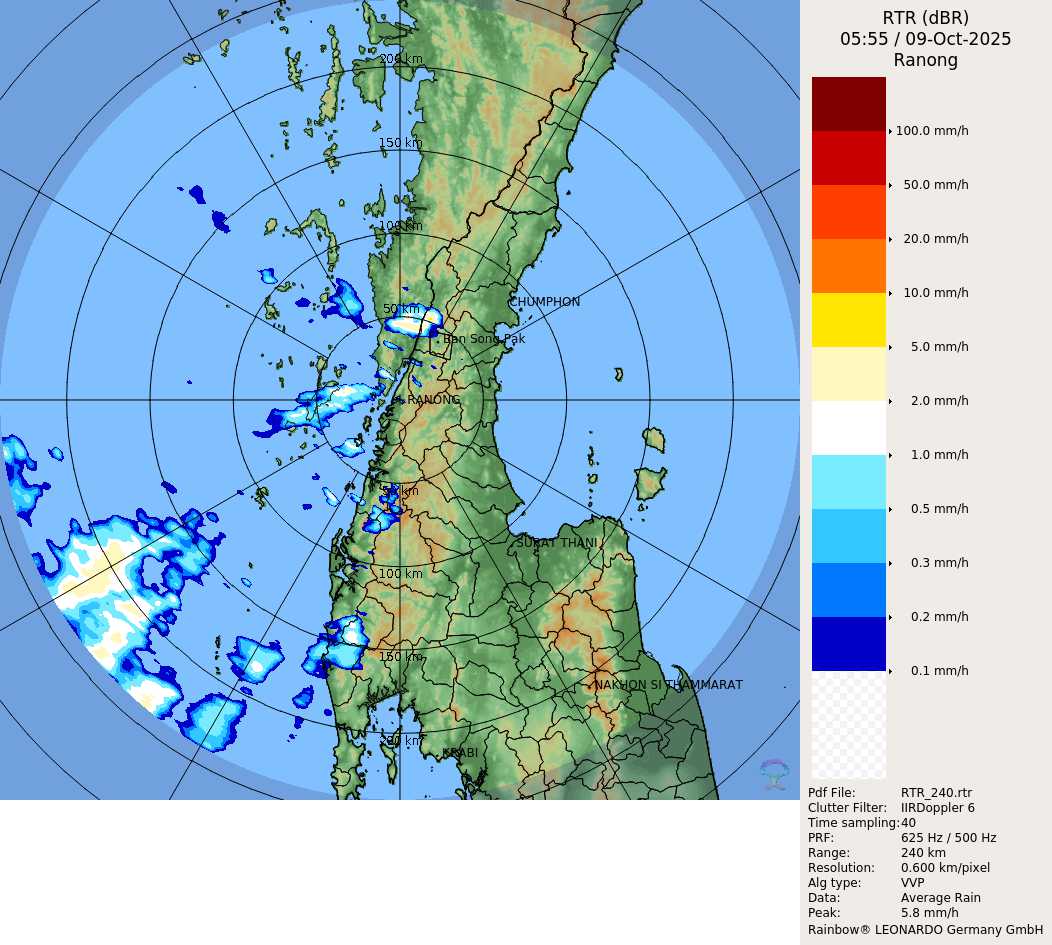 RTR (dBR)
05:55 / 09-Oct-2025
Ranong
100.0 mm/h
50.0 mm/h
20.0 mm/h
10.0 mm/h
5.0 mm/h
2.0 mm/h
1.0 mm/h
0.5 mm/h
0.3 mm/h
0.2 mm/h
0.1 mm/h
200 km
150 km
100 km
50 km
CHUMPHON
Ban Song Pak
RANONG
50 km
SURAT THANI
100 km
150 km
NAKHON SI THAMMARAT
200 km
KRABI
Pdf File: RTR_240.rtr
Clutter Filter: IIRDoppler 6
Time sampling:40
PRF: 625 Hz / 500 Hz
Range: 240 km
Resolution: 0.600 km/pixel
Alg type: VVP
Data: Average Rain
Peak: 5.8 mm/h
Rainbow® LEONARDO Germany GmbH